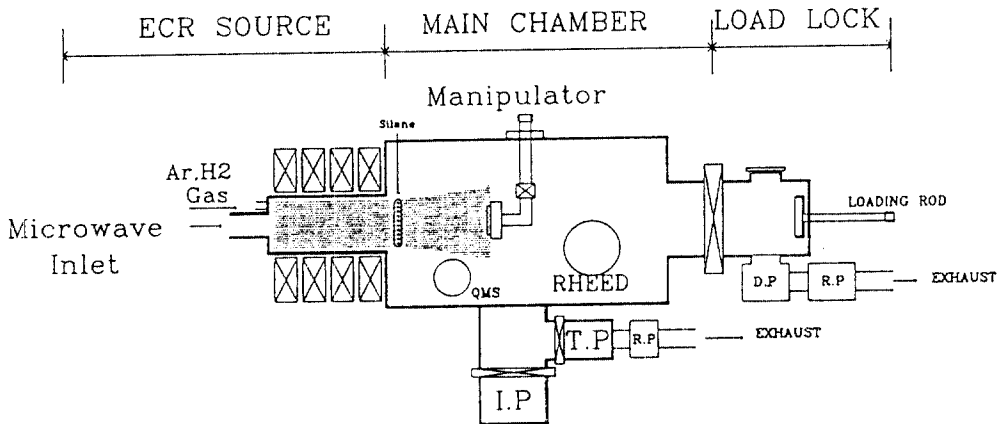 ECR SOURCE
MAIN CHAMBER
LOAD LOCK
Manipulator
Silane
Ar,H2
Gas
Microwave
Inlet
LOADING ROD
QMS
RHEED
D.P
R.P
EXHAUST
T.P
R.P
EXHAUST
I.P